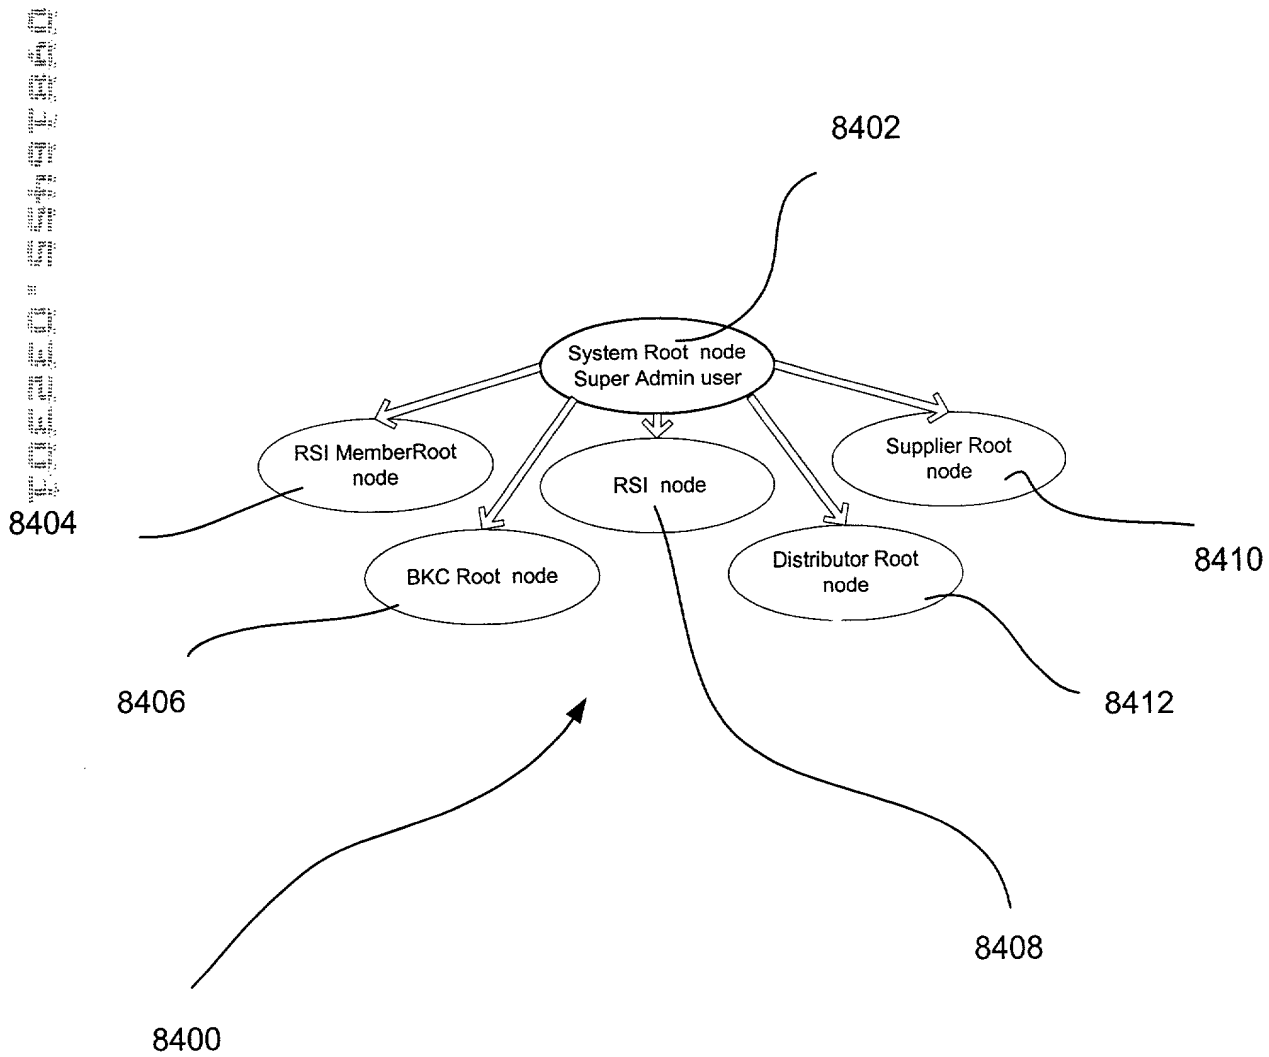 8402
System Root node
Super Admin user
RSI MemberRoot
node
Supplier Root
node
RSI node
8404
BKC Root node
Distributor Root
node
8410
8406
8412
8408
8400